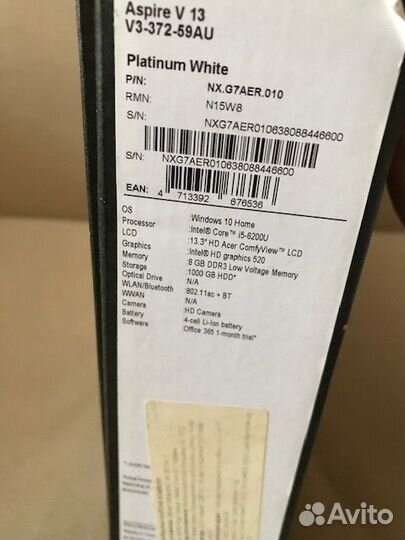 Aspire V 13
V3-372-59AU
Platinum White
P/N: NX.G7AER.010
RMN: N15W8
S/N: NXG7AER010638088446600
S/N: NXG7AER010638088446600
EAN: 4 713392 676536
OS :Windows 10 Home
Processor :Intel® Core™ i5-6200U
LCD :13.3" HD Acer ComfyView™ LCD
Graphics :Intel® HD graphics 520
Memory :8 GB DDR3 Low Voltage Memory
Storage :1000 GB HDD*
Optical Drive :N/A
WLAN/Bluetooth :802.11ac + BT
WWAN :N/A
Camera :HD Camera
Battery :4-cell Li-Ion battery
Software :Office 365 1-month trial*
Avito